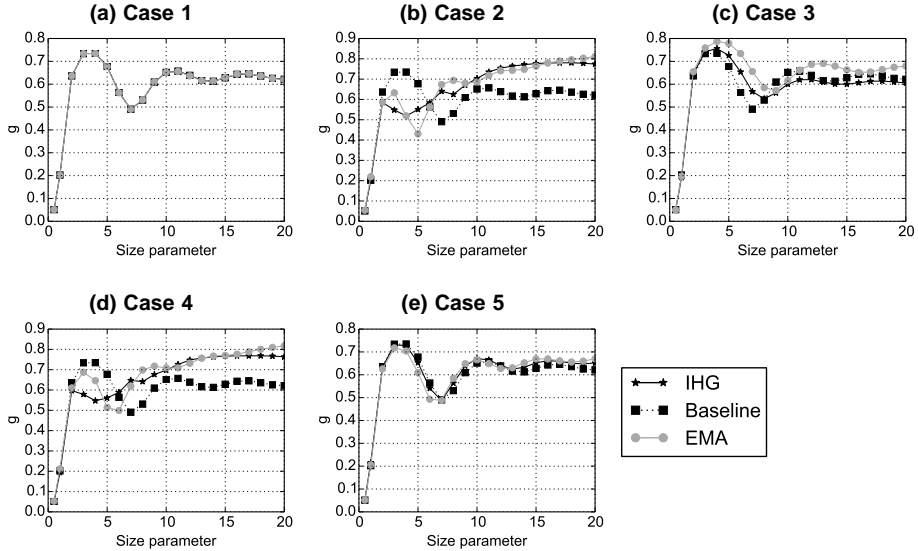 (a) Case 1
0.8
0.7
0.6
0.5
0.4
0.3
0.2
0.1
0.0
g
0 5 10 15 20
Size parameter
(b) Case 2
0.9
0.8
0.7
0.6
0.5
0.4
0.3
0.2
0.1
0.0
g
0 5 10 15 20
Size parameter
(c) Case 3
0.8
0.7
0.6
0.5
0.4
0.3
0.2
0.1
0.0
g
0 5 10 15 20
Size parameter
(d) Case 4
0.9
0.8
0.7
0.6
0.5
0.4
0.3
0.2
0.1
0.0
g
0 5 10 15 20
Size parameter
(e) Case 5
0.8
0.7
0.6
0.5
0.4
0.3
0.2
0.1
0.0
g
0 5 10 15 20
Size parameter
IHG
Baseline
EMA